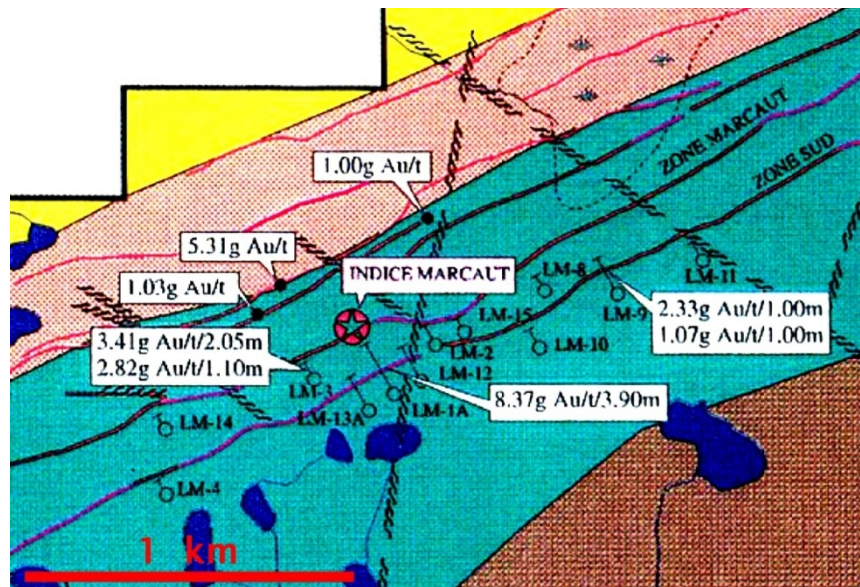 1.00g Au/t
ZONE MARCAUT
ZONE SUD
5.31g Au/t
INDICE MARCAUT
1.03g Au/t
LM-8
LM-11
LM-9
2.33g Au/t/1.00m
1.07g Au/t/1.00m
3.41g Au/t/2.05m
2.82g Au/t/1.10m
LM-15
LM-2
LM-10
LM-12
LM-3
8.37g Au/t/3.90m
LM-13A
LM-1A
LM-14
LM-4
1 km